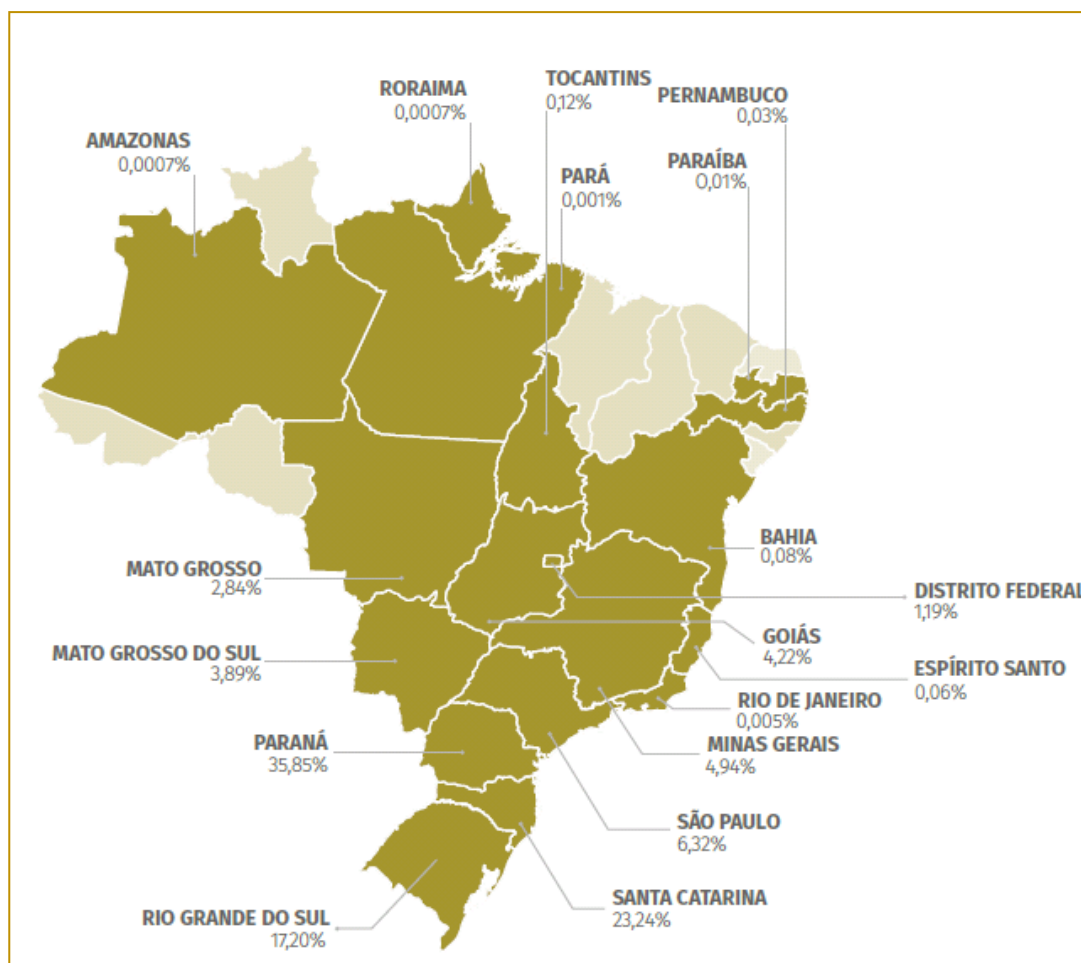 TOCANTINS
0,12%
RORAIMA
0,0007%
PERNAMBUCO
0,03%
AMAZONAS
0,0007%
PARÁ
0,001%
PARAÍBA
0,01%
BAHIA
0,08%
MATO GROSSO
2,84%
DISTRITO FEDERAL
1,19%
GOIÁS
4,22%
MATO GROSSO DO SUL
3,89%
ESPÍRITO SANTO
0,06%
RIO DE JANEIRO
0,005%
PARANÁ
35,85%
MINAS GERAIS
4,94%
SÃO PAULO
6,32%
SANTA CATARINA
23,24%
RIO GRANDE DO SUL
17,20%